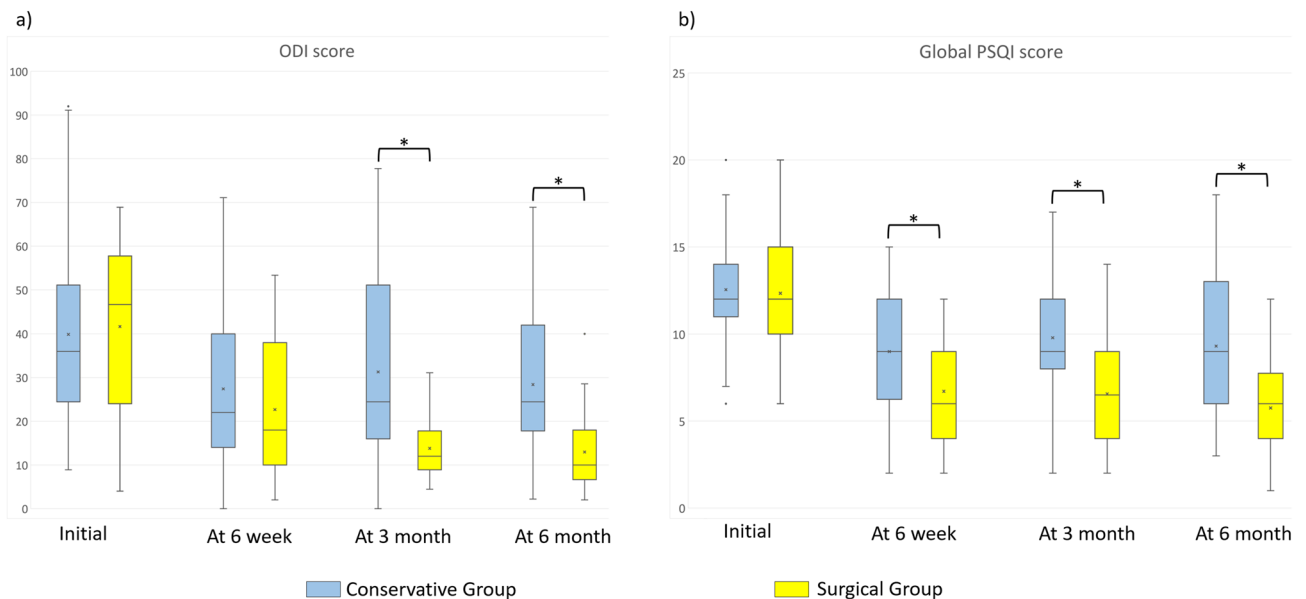 a)
ODI score
100
90
80
70
60
50
40
30
20
10
0
*
*
Initial
At 6 week
At 3 month
At 6 month
b)
Global PSQI score
25
20
15
10
5
0
*
*
*
Initial
At 6 week
At 3 month
At 6 month
Conservative Group
Surgical Group